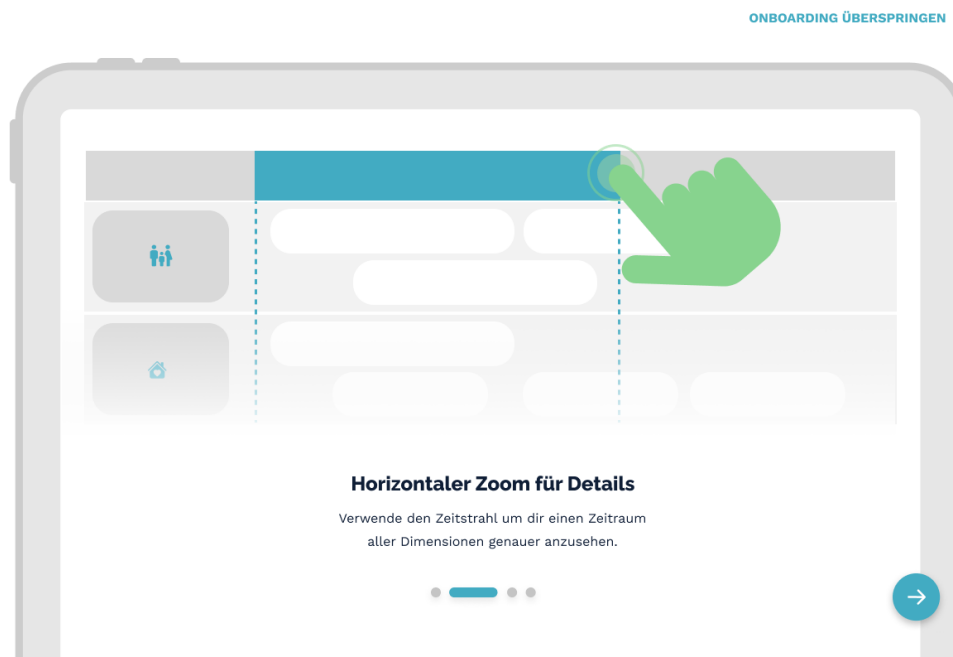 ONBOARDING ÜBERSPRINGEN
Horizontaler Zoom für Details
Verwende den Zeitstrahl um dir einen Zeitraum
aller Dimensionen genauer anzusehen.